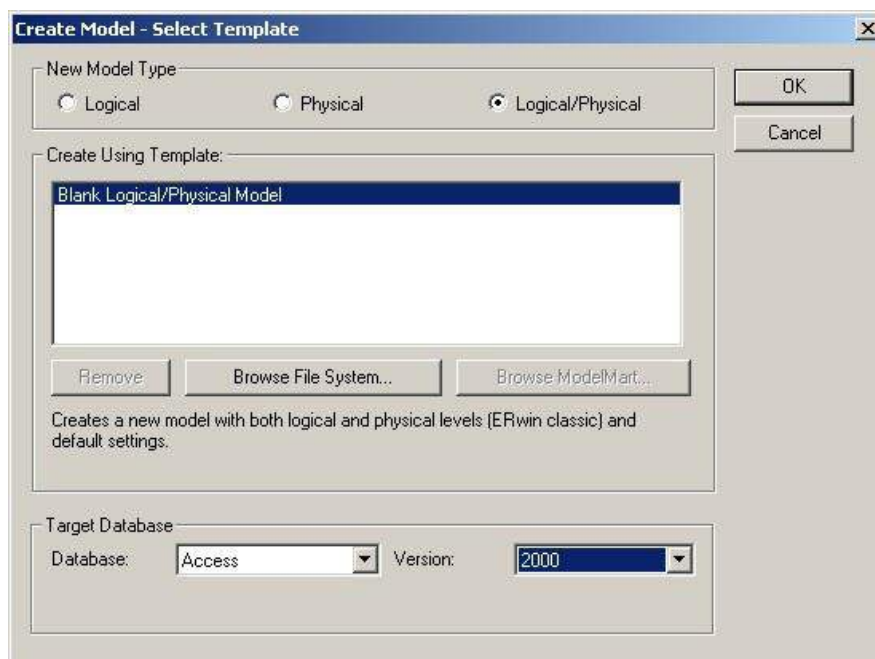 Create Model - Select Template
New Model Type
Logical
Physical
Logical/Physical
OK
Cancel
Create Using Template:
Blank Logical/Physical Model
Remove
Browse File System...
Browse ModelMart...
Creates a new model with both logical and physical levels (ERwin classic) and
default settings.
Target Database
Database:
Access
Version:
2000